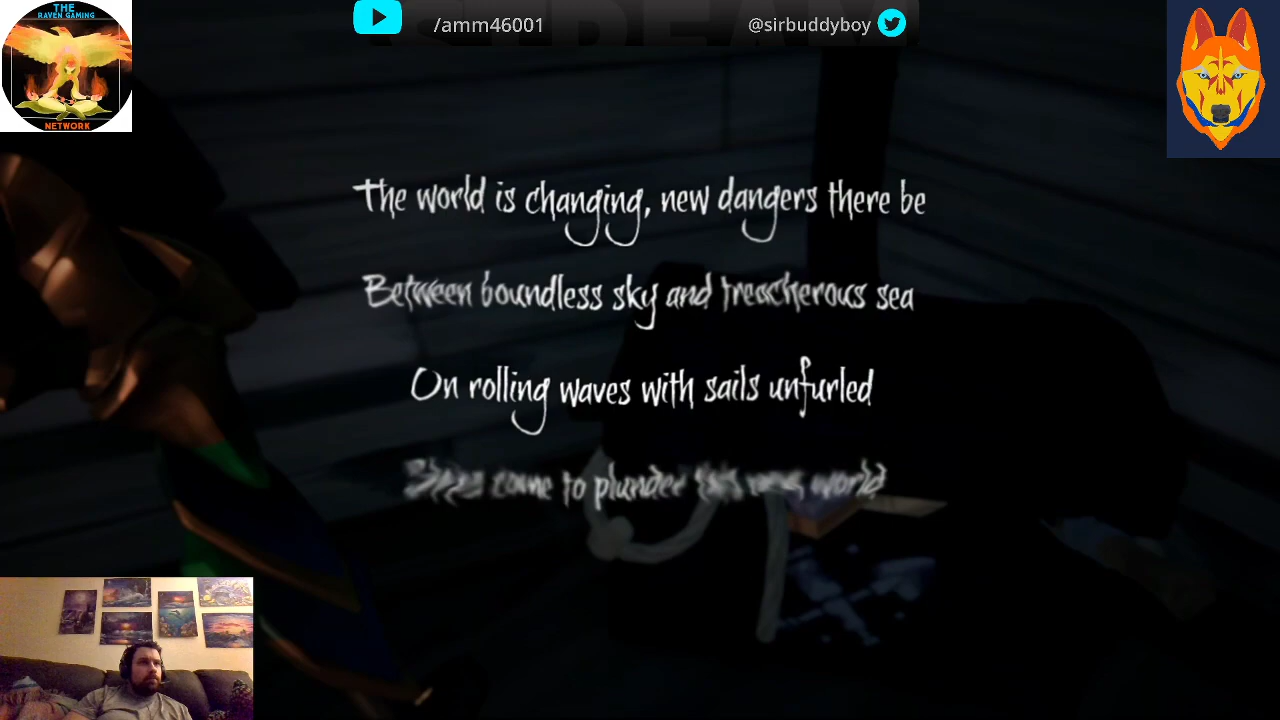 THE
RAVEN GAMING
NETWORK
/amm46001
@sirbuddyboy
The world is changing, new dangers there be
Between boundless sky and treacherous sea
On rolling waves with sails unfurled
come to plunder world